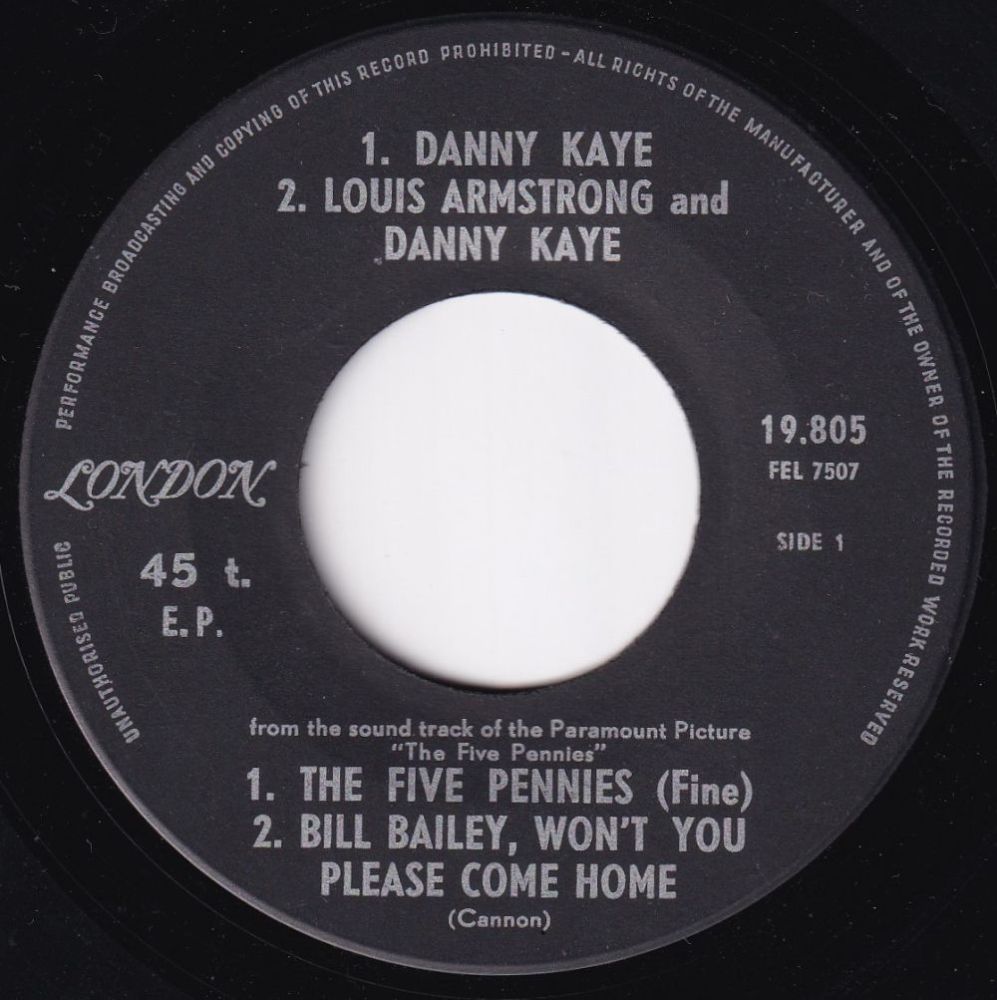 1. DANNY KAYE
2. LOUIS ARMSTRONG and
DANNY KAYE
19.805
FEL 7507
SIDE 1
LONDON
45 t.
E.P.
from the sound track of the Paramount Picture
"The Five Pennies"
1. THE FIVE PENNIES (Fine)
2. BILL BAILEY, WON'T YOU
PLEASE COME HOME
(Cannon)
UNAUTHORISED PUBLIC PERFORMANCE BROADCASTING AND COPYING OF THIS RECORD PROHIBITED - ALL RIGHTS OF THE MANUFACTURER AND OF THE OWNER OF THE RECORDED WORK RESERVED